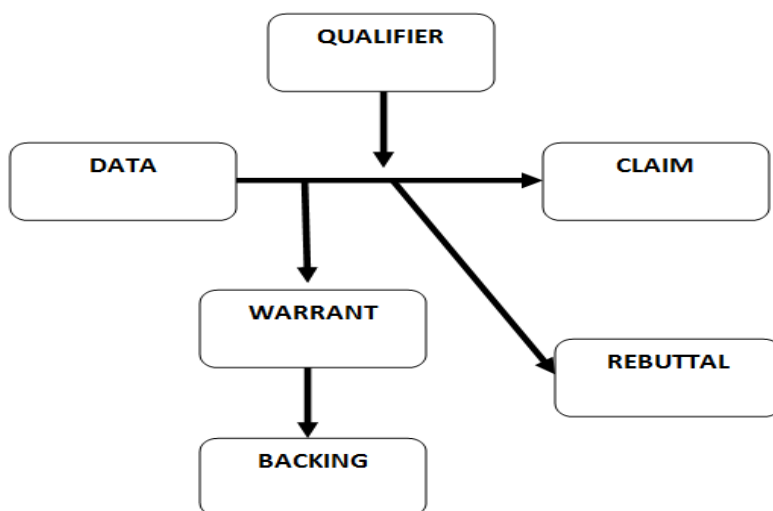 QUALIFIER
DATA
CLAIM
WARRANT
REBUTTAL
BACKING